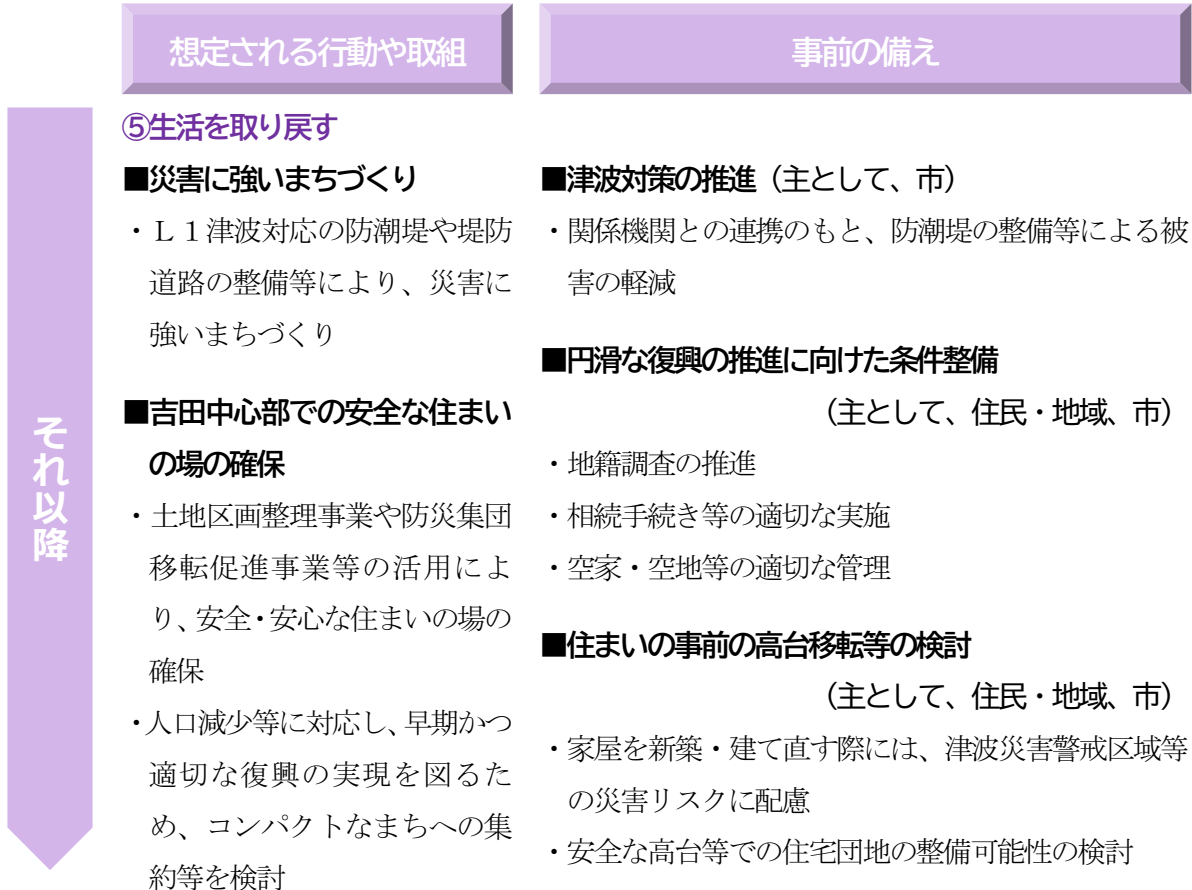 想定される行動や取組
事前の備え
それ以降
⑤生活を取り戻す
■災害に強いまちづくり
・Ｌ１津波対応の防潮堤や堤防
道路の整備等により、災害に
強いまちづくり
■吉田中心部での安全な住まい
の場の確保
・土地区画整理事業や防災集団
移転促進事業等の活用によ
り、安全・安心な住まいの場の
確保
・人口減少等に対応し、早期かつ
適切な復興の実現を図るた
め、コンパクトなまちへの集
約等を検討
■津波対策の推進（主として、市）
・関係機関との連携のもと、防潮堤の整備等による被
害の軽減
■円滑な復興の推進に向けた条件整備
（主として、住民・地域、市）
・地籍調査の推進
・相続手続き等の適切な実施
・空家・空地等の適切な管理
■住まいの事前の高台移転等の検討
（主として、住民・地域、市）
・家屋を新築・建て直す際には、津波災害警戒区域等
の災害リスクに配慮
・安全な高台等での住宅団地の整備可能性の検討